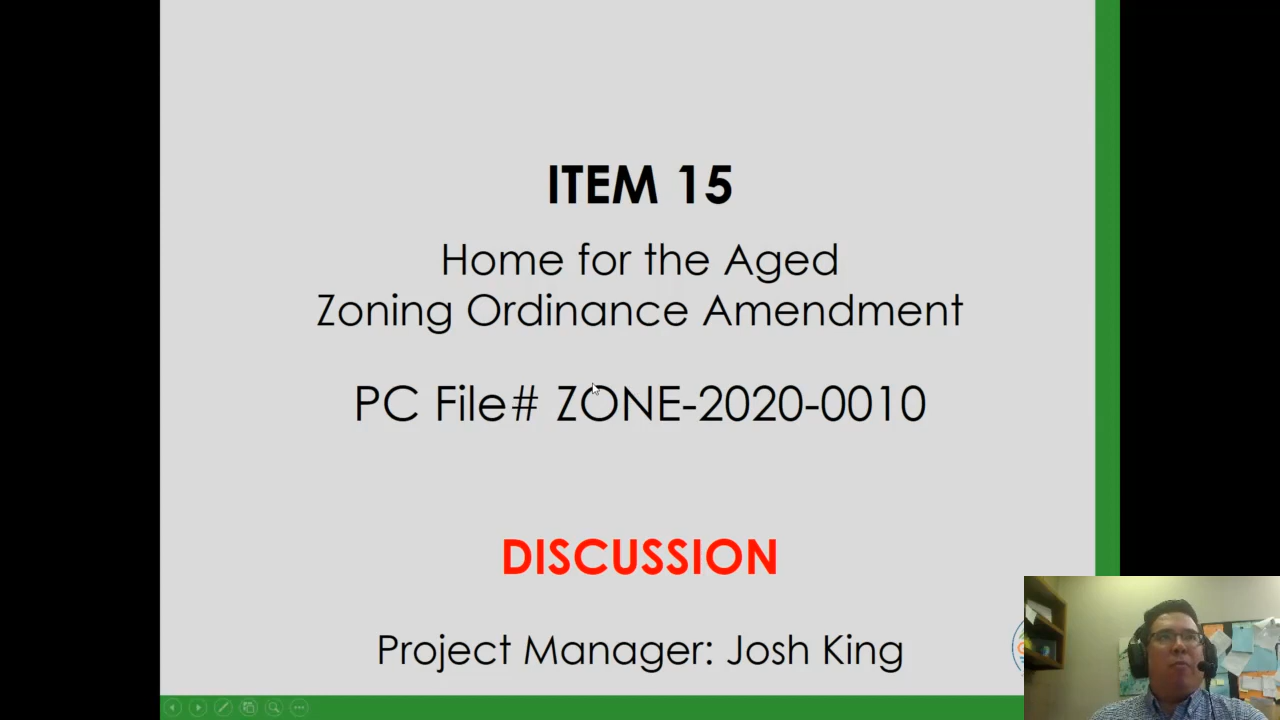 ITEM 15
Home for the Aged
Zoning Ordinance Amendment
PC File# ZONE-2020-0010
DISCUSSION
Project Manager: Josh King